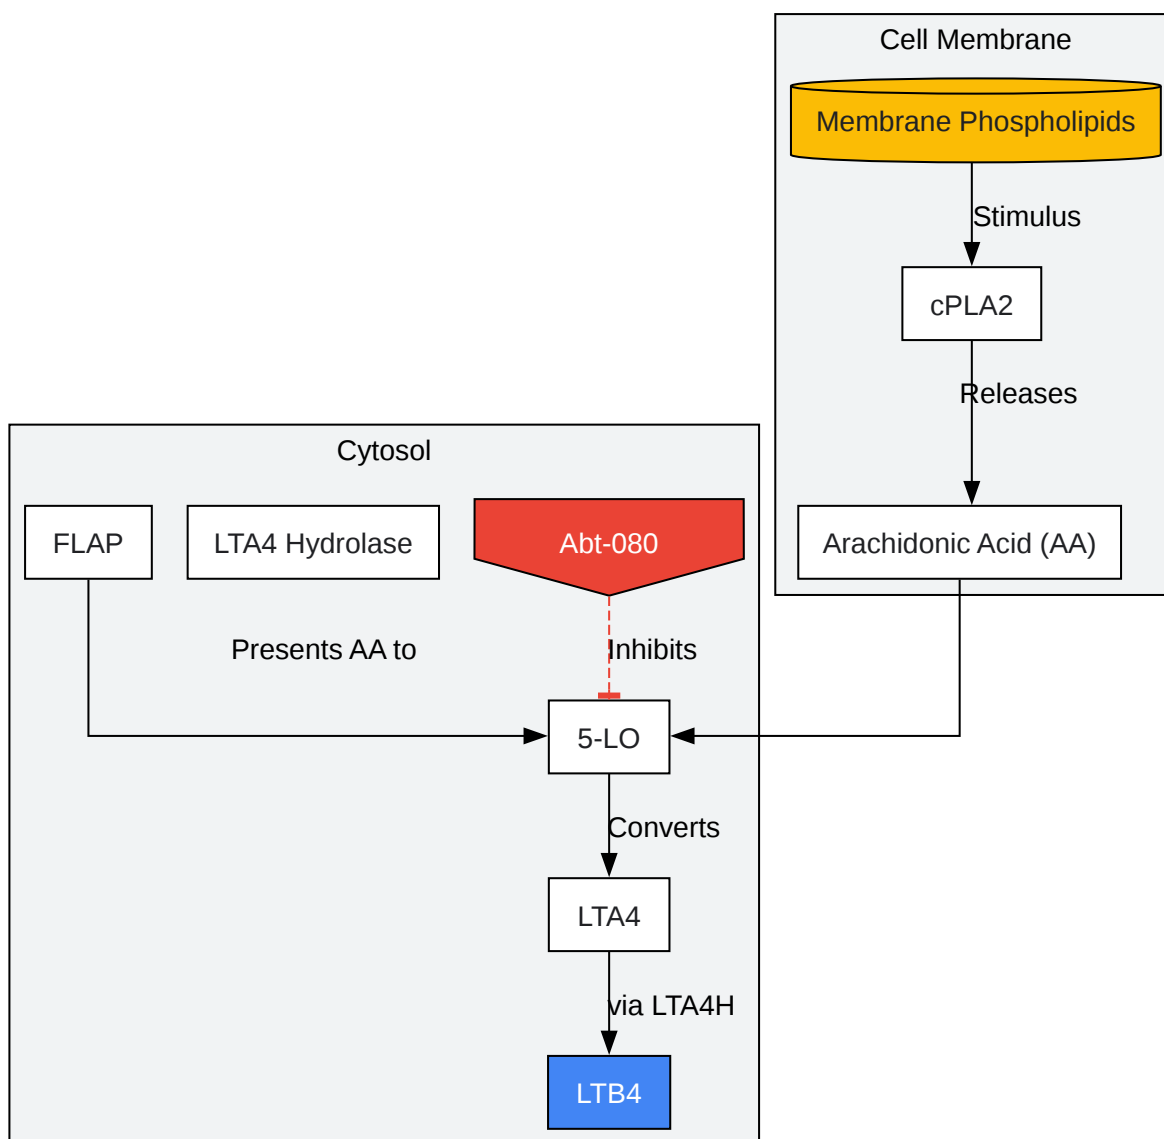 Cell Membrane
Membrane Phospholipids
Stimulus
cPLA2
Releases
Arachidonic Acid (AA)
Cytosol
FLAP
LTA4 Hydrolase
Abt-080
Presents AA to
Inhibits
5-LO
Converts
LTA4
via LTA4H
LTB4